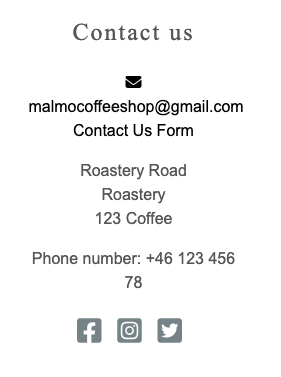 Contact us
malmocoffeeshop@gmail.com
Contact Us Form
Roastery Road
Roastery
123 Coffee
Phone number: +46 123 456
78